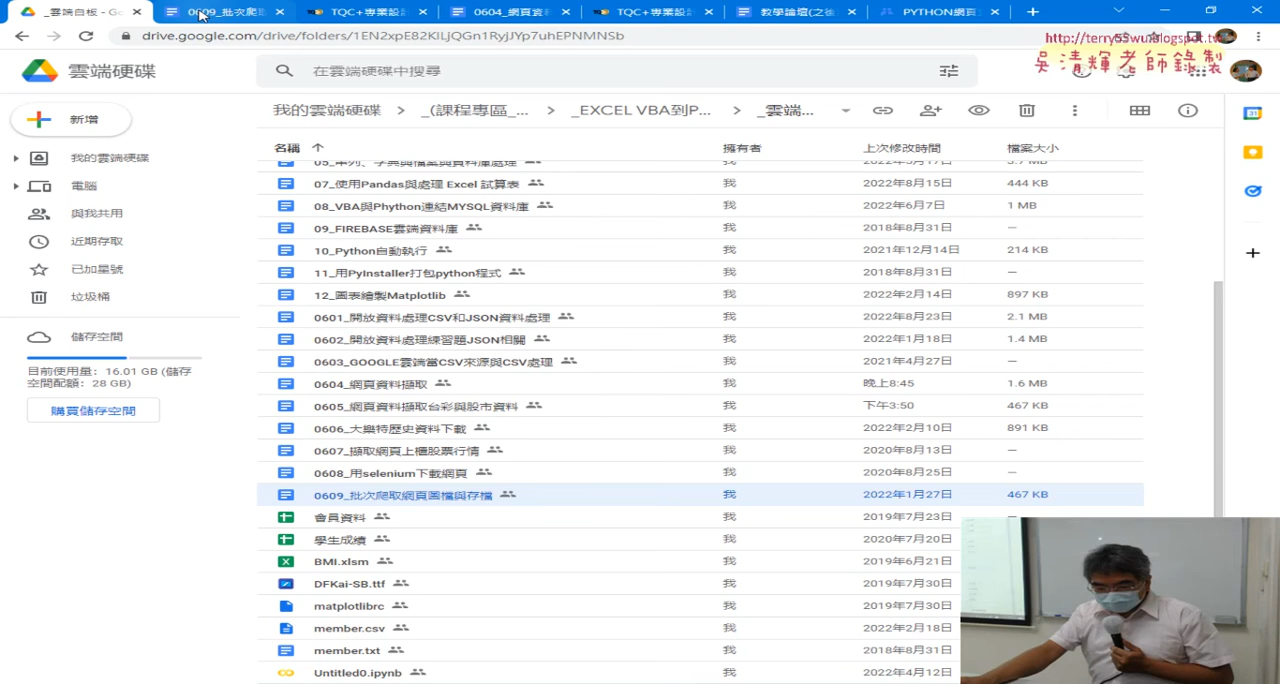 _雲端白板 - Go
0609_批次爬取
TQC+專業設
0604_網頁資料
TQC+專業設
教學論壇(之後
PYTHON網頁
drive.google.com/drive/folders/1EN2xpE82KlLjQGn1RyJJYp7uhEPNMNSb
http://terry55wu.blogspot.tw
吳清輝老師錄製
雲端硬碟
在雲端硬碟中搜尋
新增
我的雲端硬碟 > _(課程專區_... > _EXCEL VBA到P... > _雲端...
名稱 擁有者 上次修改時間 檔案大小
我的雲端硬碟
電腦
與我共用
近期存取
已加星號
垃圾桶
儲存空間
目前使用量: 16.01 GB (儲存
空間配額: 28 GB)
購買儲存空間
05_串列、字典與檔案與資料庫處理 我 2022年5月17日 3.7 MB
07_使用Pandas與處理 Excel 試算表 我 2022年8月15日 444 KB
08_VBA與Phython連結MYSQL資料庫 我 2022年6月7日 1 MB
09_FIREBASE雲端資料庫 我 2018年8月31日 —
10_Python自動執行 我 2021年12月14日 214 KB
11_用PyInstaller打包python程式 我 2018年8月31日 —
12_圖表繪製Matplotlib 我 2022年2月14日 897 KB
0601_開放資料處理CSV和JSON資料處理 我 2022年8月23日 2.1 MB
0602_開放資料處理練習題JSON相關 我 2022年1月18日 1.4 MB
0603_GOOGLE雲端當CSV來源與CSV處理 我 2021年4月27日 —
0604_網頁資料擷取 我 晚上8:45 1.6 MB
0605_網頁資料擷取台彩與股市資料 我 下午3:50 467 KB
0606_大樂特歷史資料下載 我 2022年2月10日 891 KB
0607_擷取網頁上櫃股票行情 我 2020年8月13日 —
0608_用selenium下載網頁 我 2020年8月25日 —
0609_批次爬取網頁圖檔與存檔 我 2022年1月27日 467 KB
會員資料 我 2019年7月23日 —
學生成績 我 2020年7月20日
BMI.xlsm 我 2019年6月21日
DFKai-SB.ttf 我 2019年7月30日
matplotlibrc 我 2019年7月30日
member.csv 我 2022年2月18日
member.txt 我 2018年8月31日
Untitled0.ipynb 我 2022年4月12日